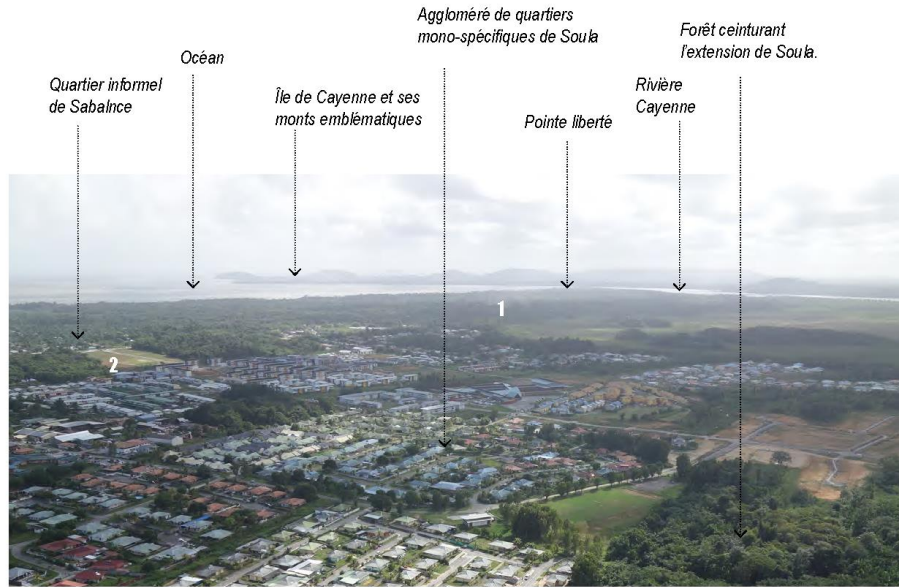 Aggloméré de quartiers
mono-spécifiques de Soula
Forêt ceinturant
l'extension de Soula.
Océan
Quartier informel
de Sabalnce
Île de Cayenne et ses
monts emblématiques
Rivière
Cayenne
Pointe liberté
1
2